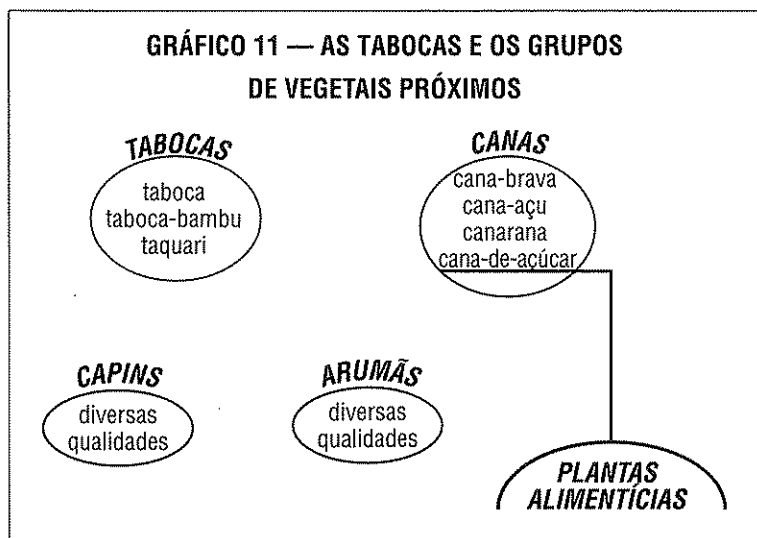 GRÁFICO 11 — AS TABOCAS E OS GRUPOS
DE VEGETAIS PRÓXIMOS
TABOCAS
taboca
taboca-bambu
taquari
CANAS
cana-brava
cana-açu
canarana
cana-de-açúcar
CAPINS
diversas
qualidades
ARUMÃS
diversas
qualidades
PLANTAS
ALIMENTÍCIAS